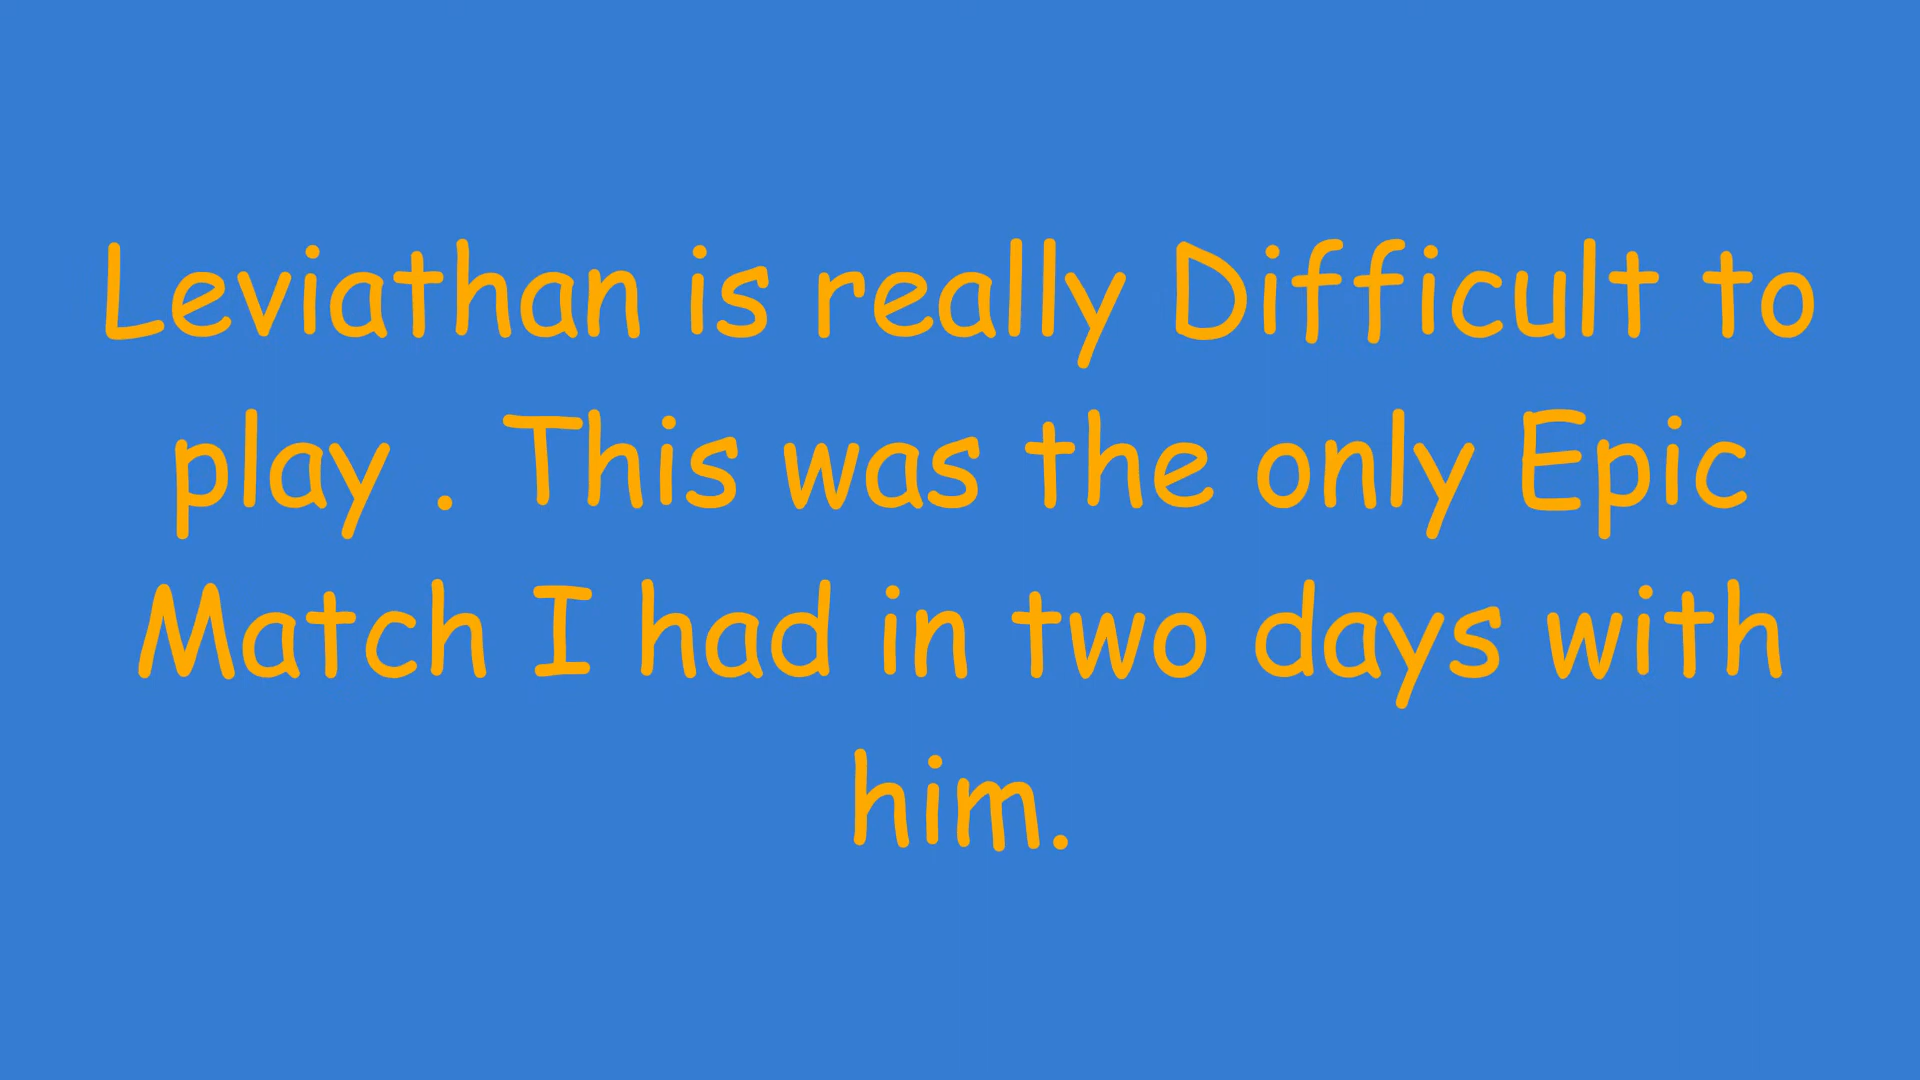 Leviathan is really Difficult to
play . This was the only Epic
Match I had in two days with
him.